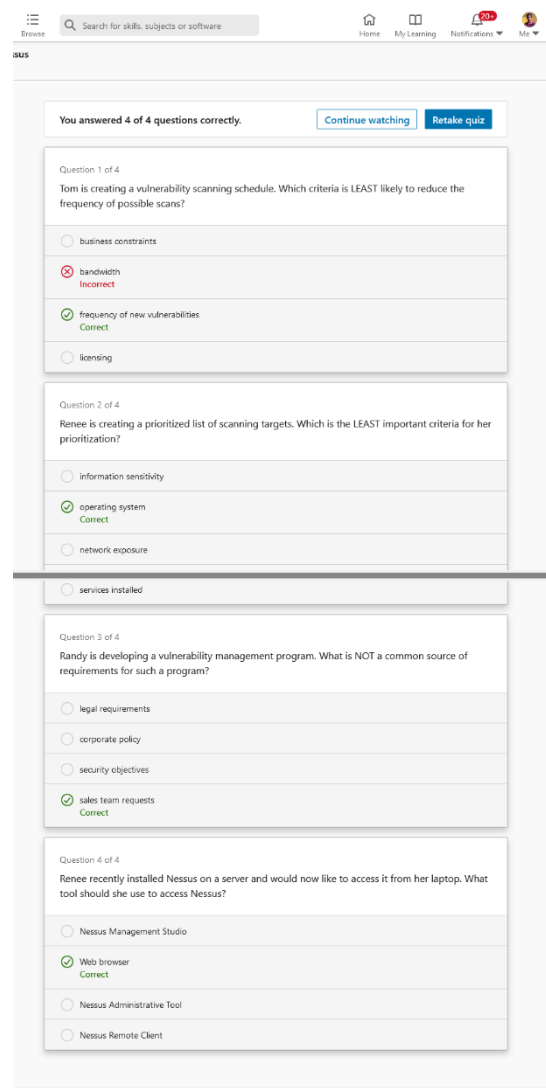 Browse
Search for skills, subjects or software
Home
My Learning
20+
Notifications
Me
ssus
You answered 4 of 4 questions correctly.
Continue watching
Retake quiz
Question 1 of 4
Tom is creating a vulnerability scanning schedule. Which criteria is LEAST likely to reduce the
frequency of possible scans?
business constraints
bandwidth
Incorrect
frequency of new vulnerabilities
Correct
licensing
Question 2 of 4
Renee is creating a prioritized list of scanning targets. Which is the LEAST important criteria for her
prioritization?
information sensitivity
operating system
Correct
network exposure
services installed
Question 3 of 4
Randy is developing a vulnerability management program. What is NOT a common source of
requirements for such a program?
legal requirements
corporate policy
security objectives
sales team requests
Correct
Question 4 of 4
Renee recently installed Nessus on a server and would now like to access it from her laptop. What
tool should she use to access Nessus?
Nessus Management Studio
Web browser
Correct
Nessus Administrative Tool
Nessus Remote Client